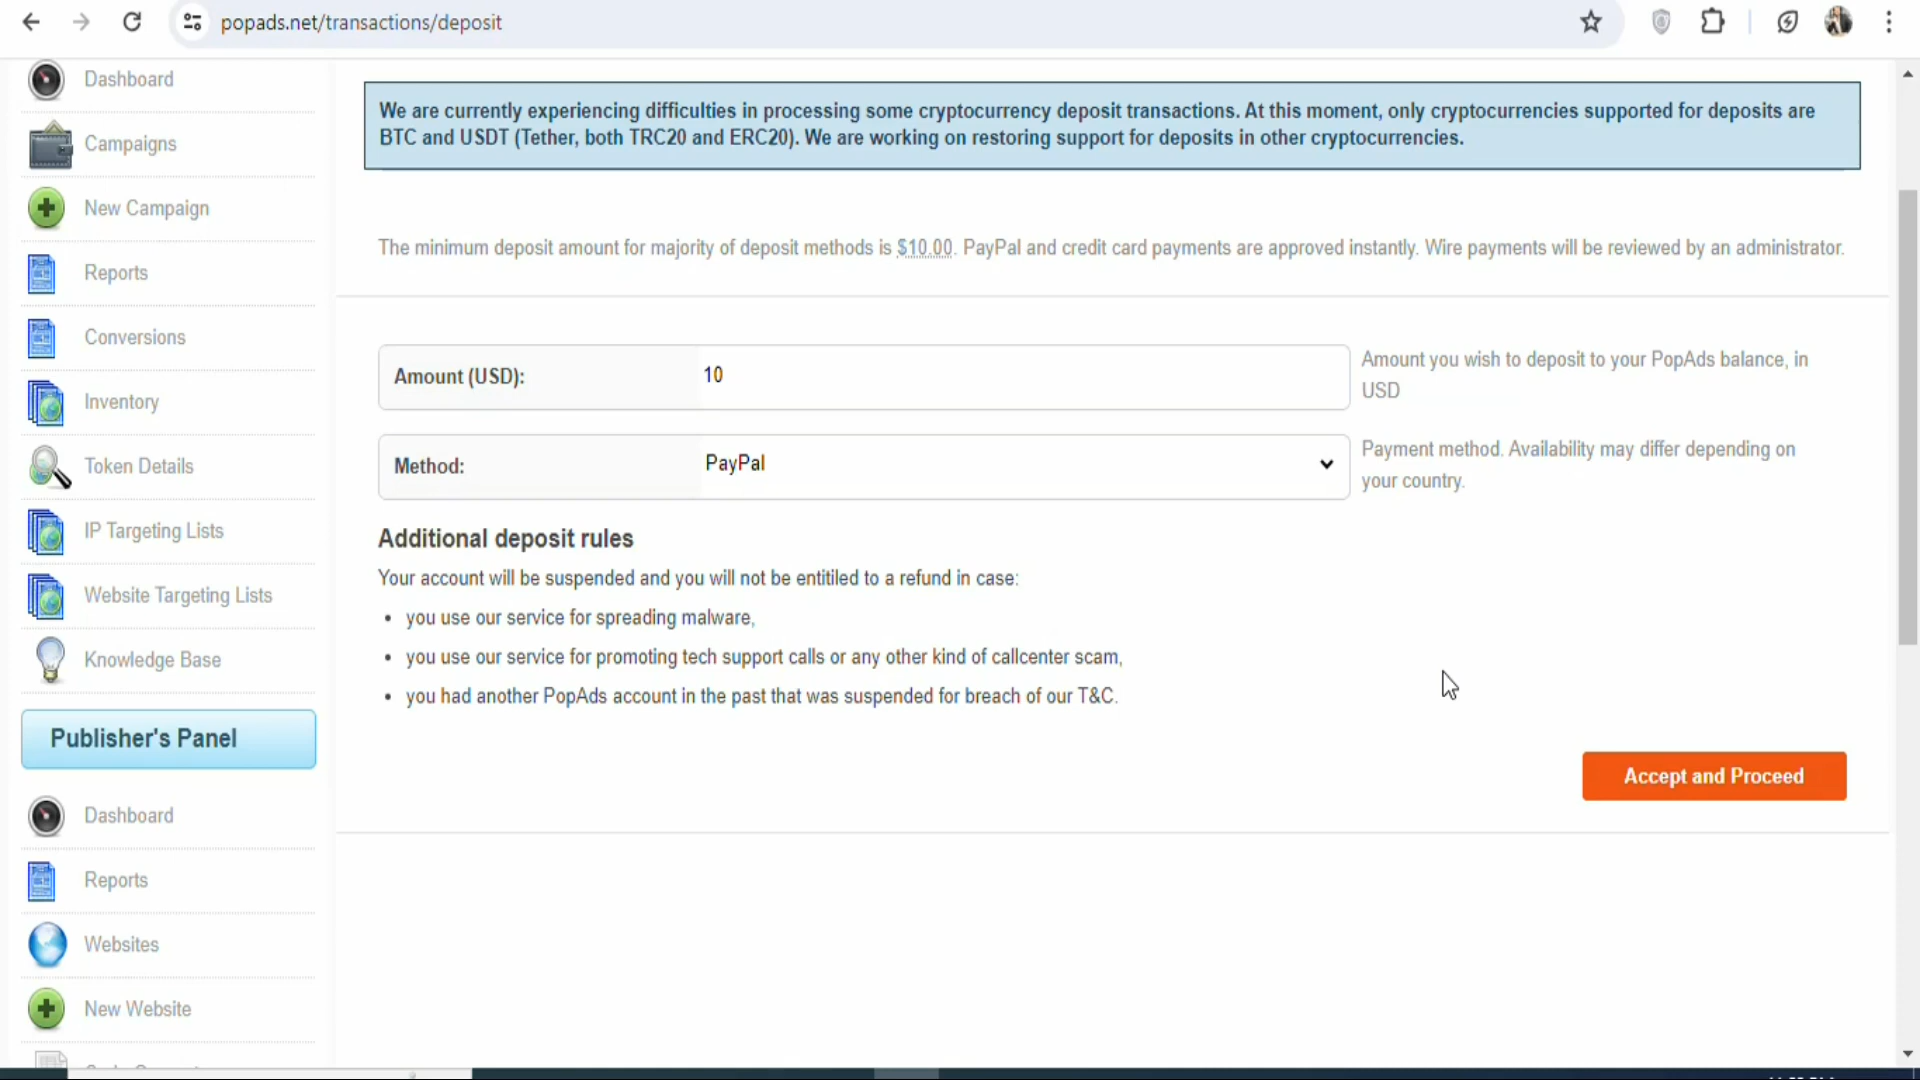 popads.net/transactions/deposit
Dashboard
Campaigns
New Campaign
Reports
Conversions
Inventory
Token Details
IP Targeting Lists
Website Targeting Lists
Knowledge Base
Publisher's Panel
Dashboard
Reports
Websites
New Website
We are currently experiencing difficulties in processing some cryptocurrency deposit transactions. At this moment, only cryptocurrencies supported for deposits are
BTC and USDT (Tether, both TRC20 and ERC20). We are working on restoring support for deposits in other cryptocurrencies.
The minimum deposit amount for majority of deposit methods is $10.00. PayPal and credit card payments are approved instantly. Wire payments will be reviewed by an administrator.
Amount (USD): 10
Amount you wish to deposit to your PopAds balance, in
USD
Method: PayPal
Payment method. Availability may differ depending on
your country.
Additional deposit rules
Your account will be suspended and you will not be entitiled to a refund in case:
• you use our service for spreading malware,
• you use our service for promoting tech support calls or any other kind of callcenter scam,
• you had another PopAds account in the past that was suspended for breach of our T&C.
Accept and Proceed